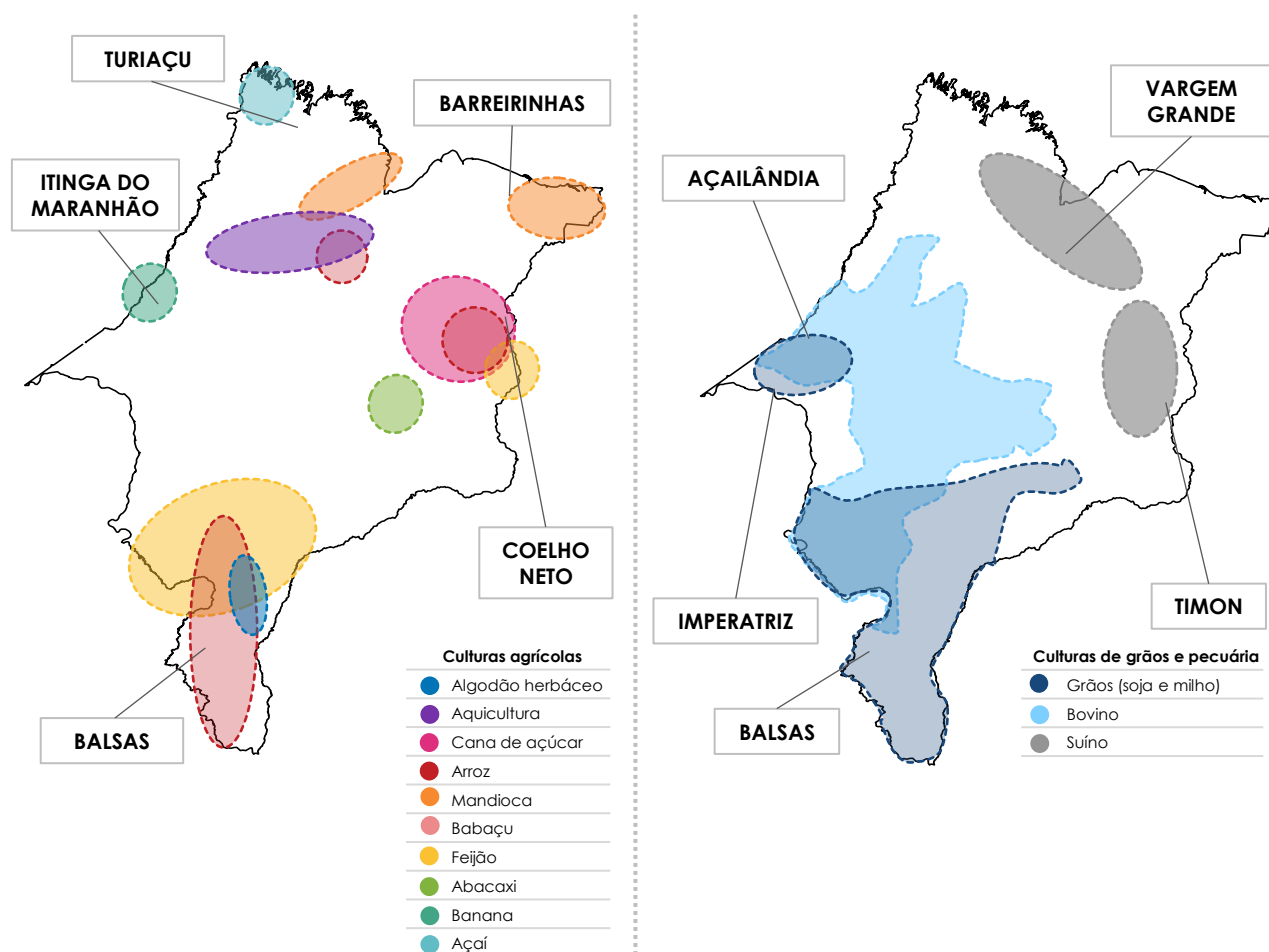 TURIAÇU
BARREIRINHAS
ITINGA DO
MARANHÃO
COELHO
NETO
BALSAS
Culturas agrícolas
Algodão herbáceo
Aquicultura
Cana de açúcar
Arroz
Mandioca
Babaçu
Feijão
Abacaxi
Banana
Açaí
VARGEM
GRANDE
AÇAILÂNDIA
IMPERATRIZ
TIMON
BALSAS
Culturas de grãos e pecuária
Grãos (soja e milho)
Bovino
Suíno